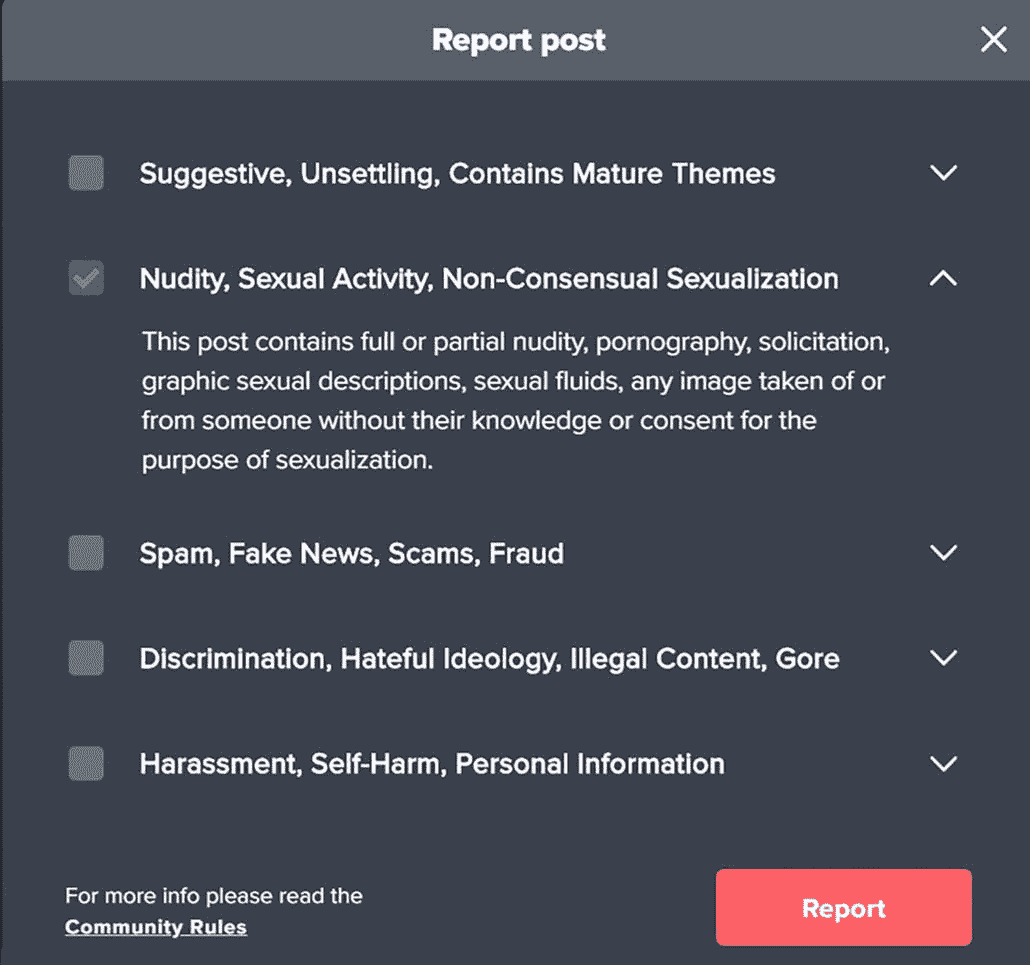 Report post
Suggestive, Unsettling, Contains Mature Themes
Nudity, Sexual Activity, Non-Consensual Sexualization
This post contains full or partial nudity, pornography, solicitation,
graphic sexual descriptions, sexual fluids, any image taken of or
from someone without their knowledge or consent for the
purpose of sexualization.
Spam, Fake News, Scams, Fraud
Discrimination, Hateful Ideology, Illegal Content, Gore
Harassment, Self-Harm, Personal Information
For more info please read the
Community Rules
Report